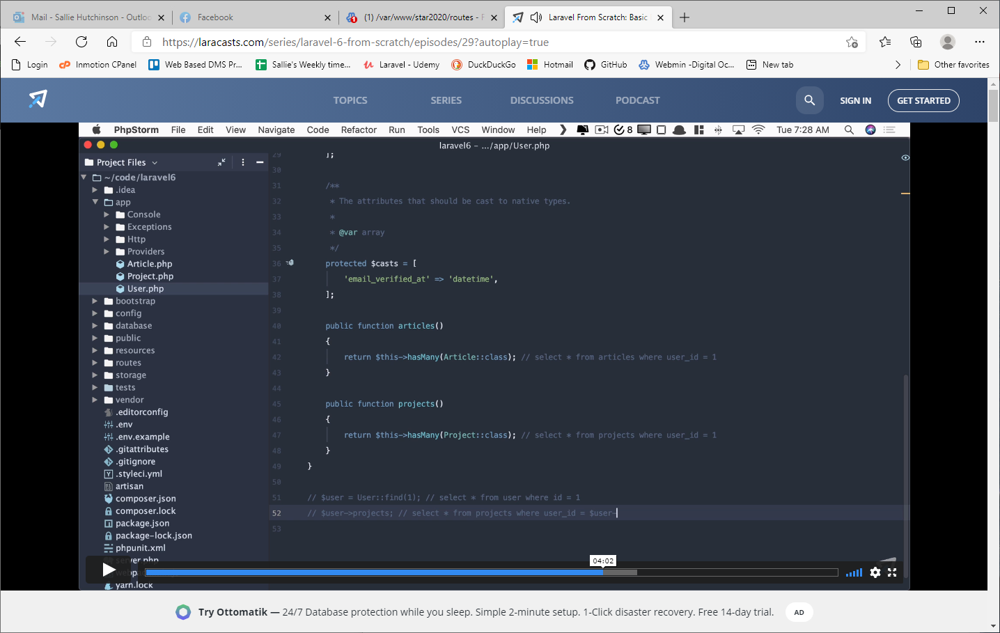 Mail - Sallie Hutchinson - Outloo
Facebook
(1) /var/www/star2020/routes - F
Laravel From Scratch: Basic
https://laracasts.com/series/laravel-6-from-scratch/episodes/29?autoplay=true
Login
cP Inmotion CPanel
Web Based DMS Pr...
Sallie's Weekly time...
Laravel - Udemy
DuckDuckGo
Hotmail
GitHub
Webmin -Digital Oc...
New tab
Other favorites
TOPICS
SERIES
DISCUSSIONS
PODCAST
SIGN IN
GET STARTED
PhpStorm File Edit View Navigate Code Refactor Run Tools VCS Window Help 8 Tue 7:28 AM
laravel6 – .../app/User.php
Project Files
~/code/laravel6
.idea
app
Console
Exceptions
Http
Providers
Article.php
Project.php
User.php
bootstrap
config
database
public
resources
routes
storage
tests
vendor
.editorconfig
.env
.env.example
.gitattributes
.gitignore
.styleci.yml
artisan
composer.json
composer.lock
package.json
package-lock.json
phpunit.xml
server.php
webpa
yarn.lock
29 ];
30
31 /**
32 * The attributes that should be cast to native types.
33 *
34 * @var array
35 */
36 protected $casts = [
37 'email_verified_at' => 'datetime',
38 ];
39
40 public function articles()
41 {
42 return $this->hasMany(Article::class); // select * from articles where user_id = 1
43 }
44
45 public function projects()
46 {
47 return $this->hasMany(Project::class); // select * from projects where user_id = 1
48 }
49 }
50
51 // $user = User::find(1); // select * from user where id = 1
52 // $user->projects; // select * from projects where user_id = $user-
53
04:02
Try Ottomatik — 24/7 Database protection while you sleep. Simple 2-minute setup. 1-Click disaster recovery. Free 14-day trial.
AD